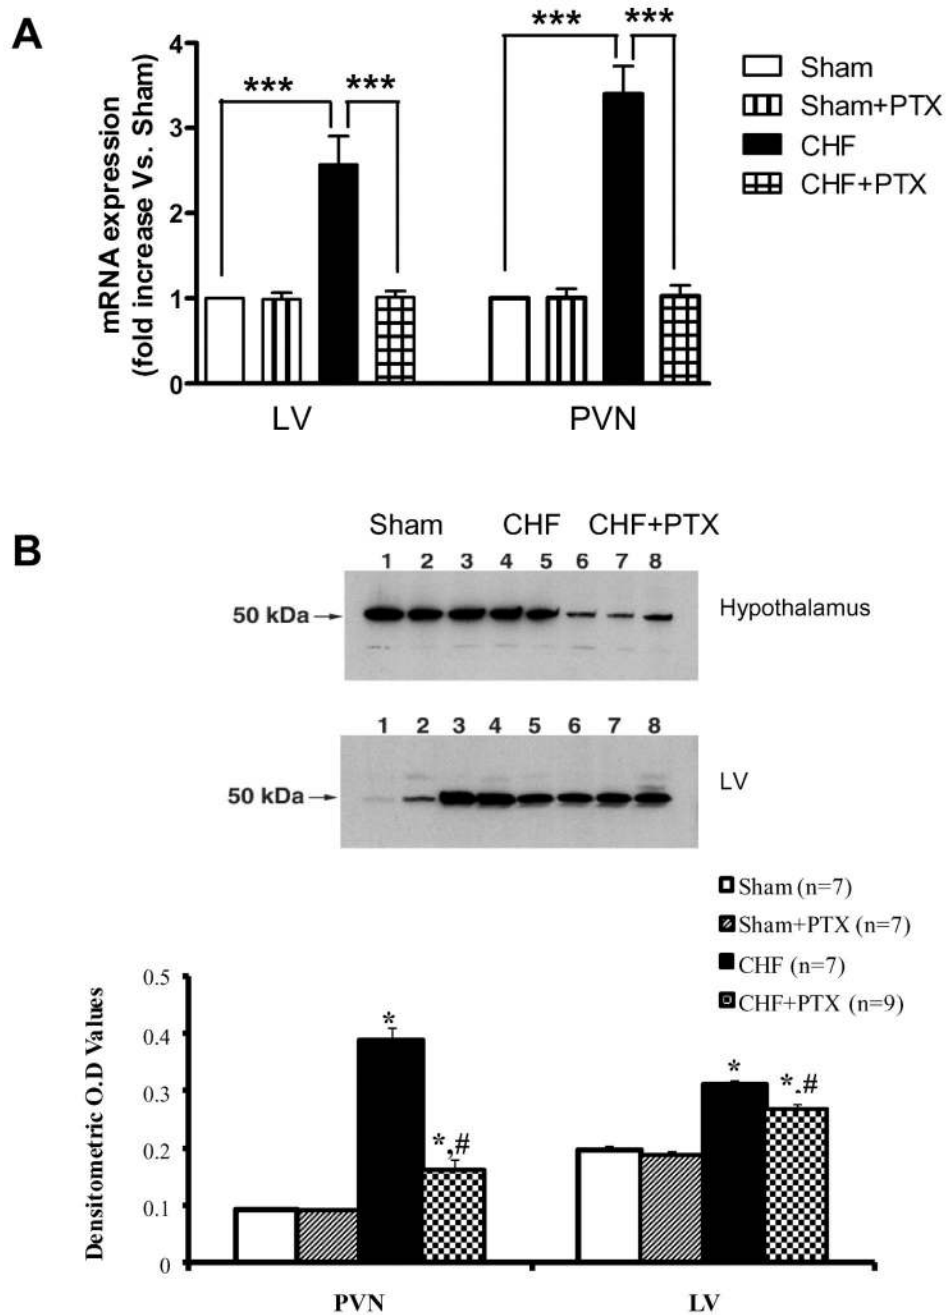 A
mRNA expression
(fold increase Vs. Sham)
4
3
2
1
0
***
***
***
***
LV
PVN
Sham
Sham+PTX
CHF
CHF+PTX
B
Sham CHF CHF+PTX
1 2 3 4 5 6 7 8
50 kDa
Hypothalamus
1 2 3 4 5 6 7 8
50 kDa
LV
Sham (n=7)
Sham+PTX (n=7)
CHF (n=7)
CHF+PTX (n=9)
Densitometric O.D Values
0.5
0.4
0.3
0.2
0.1
0
*
*,#
*
*,#
PVN
LV